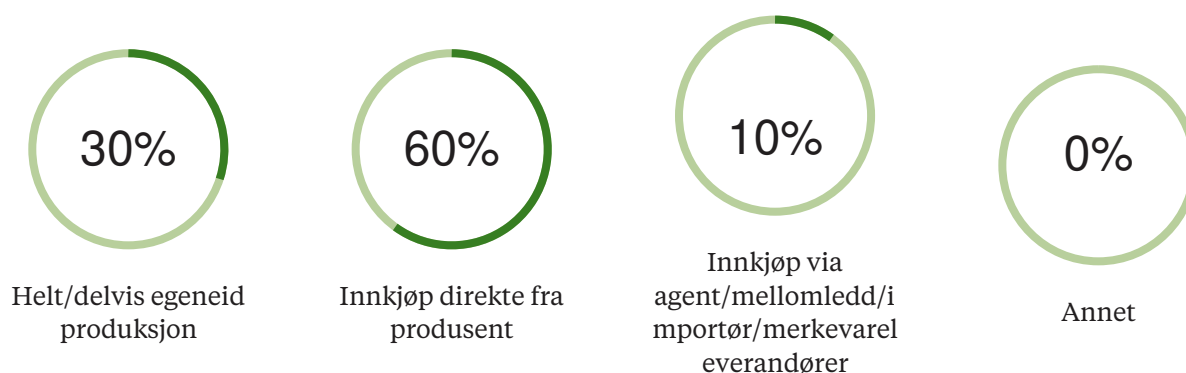 30%
Helt/delvis egeneid
produksjon
60%
Innkjøp direkte fra
produsent
10%
Innkjøp via
agent/mellomledd/i
mportør/merkevarel
everandører
0%
Annet